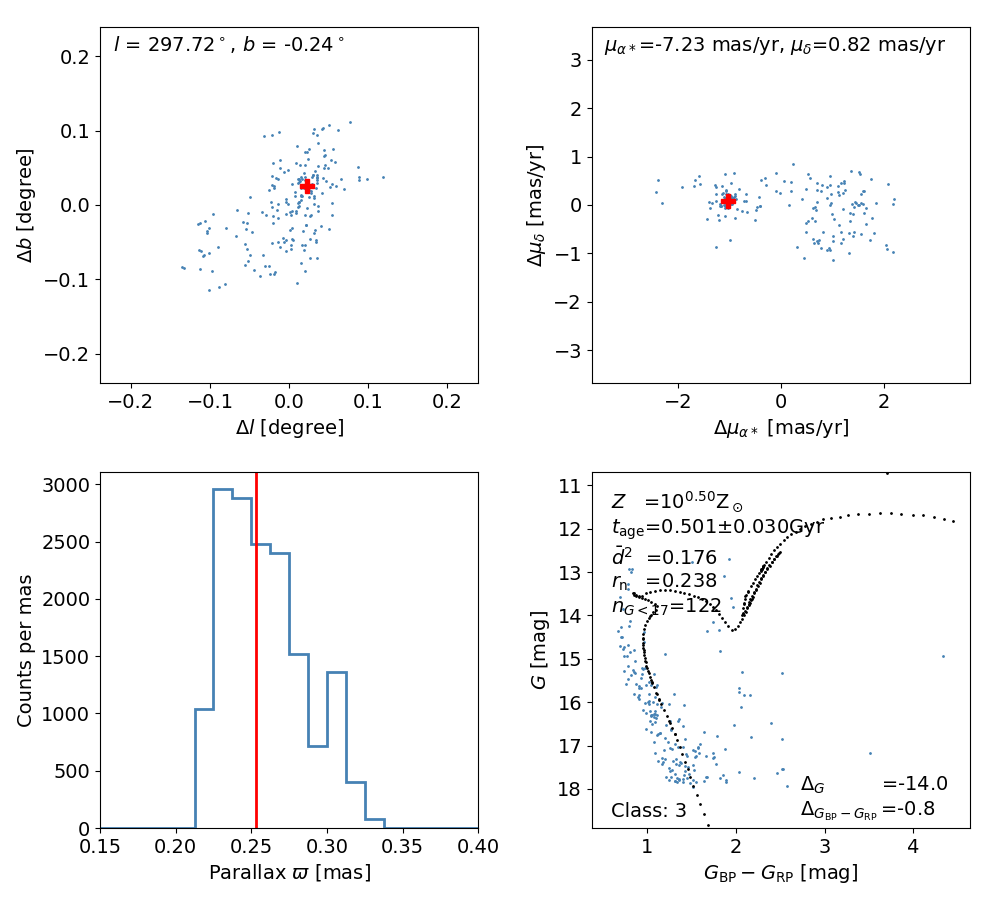 l = 297.72°, b = -0.24°
0.2
0.1
0.0
−0.1
−0.2
Δb [degree]
−0.2 −0.1 0.0 0.1 0.2
Δl [degree]
μα*=-7.23 mas/yr, μδ=0.82 mas/yr
3
2
1
0
−1
−2
−3
Δμδ [mas/yr]
−2 0 2
Δμα* [mas/yr]
3000
2500
2000
1500
1000
500
0
Counts per mas
0.15 0.20 0.25 0.30 0.35 0.40
Parallax ϖ [mas]
11
12
13
14
15
16
17
18
G [mag]
Z =10^0.50 Z⊙
t_age=0.501±0.030Gyr
d̄² =0.176
r_n =0.238
n_G<17=122
Δ_G =-14.0
Δ_GBP−GRP =-0.8
Class: 3
1 2 3 4
G_BP − G_RP [mag]